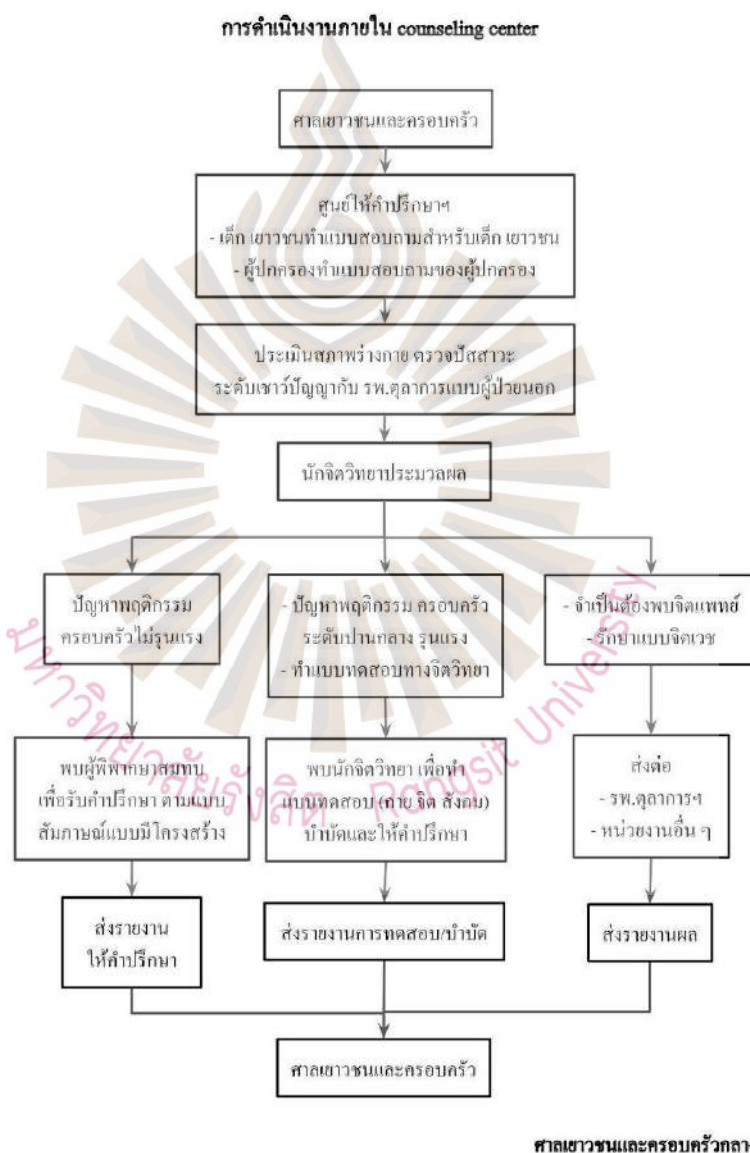 การดำเนินงานภายใน counseling center
ศาลเยาวชนและครอบครัว
ศูนย์ให้คำปรึกษาฯ
- เด็ก เยาวชนทำแบบสอบถามสำหรับเด็ก เยาวชน
- ผู้ปกครองทำแบบสอบถามของผู้ปกครอง
ประเมินสภาพร่างกาย ตรวจปัสสาวะ
ระดับเชาว์ปัญญากับ รพ.ตุลาการแบบผู้ป่วยนอก
นักจิตวิทยาประมวลผล
ปัญหาพฤติกรรม
ครอบครัวไม่รุนแรง
- ปัญหาพฤติกรรม ครอบครัว
ระดับปานกลาง รุนแรง
- ทำแบบทดสอบทางจิตวิทยา
- จำเป็นต้องพบจิตแพทย์
- รักษาแบบจิตเวช
พบผู้พิพากษาสมทบ
เพื่อรับคำปรึกษา ตามแบบ
สัมภาษณ์แบบมีโครงสร้าง
พบนักจิตวิทยา เพื่อทำ
แบบทดสอบ (กาย จิต สังคม)
บำบัดและให้คำปรึกษา
ส่งต่อ
- รพ.ตุลาการฯ
- หน่วยงานอื่น ๆ
ส่งรายงาน
ให้คำปรึกษา
ส่งรายงานการทดสอบ/บำบัด
ส่งรายงานผล
ศาลเยาวชนและครอบครัว
มหาวิทยาลัยรังสิต Rangsit University
ศาลเยาวชนและครอบครัวกลาง